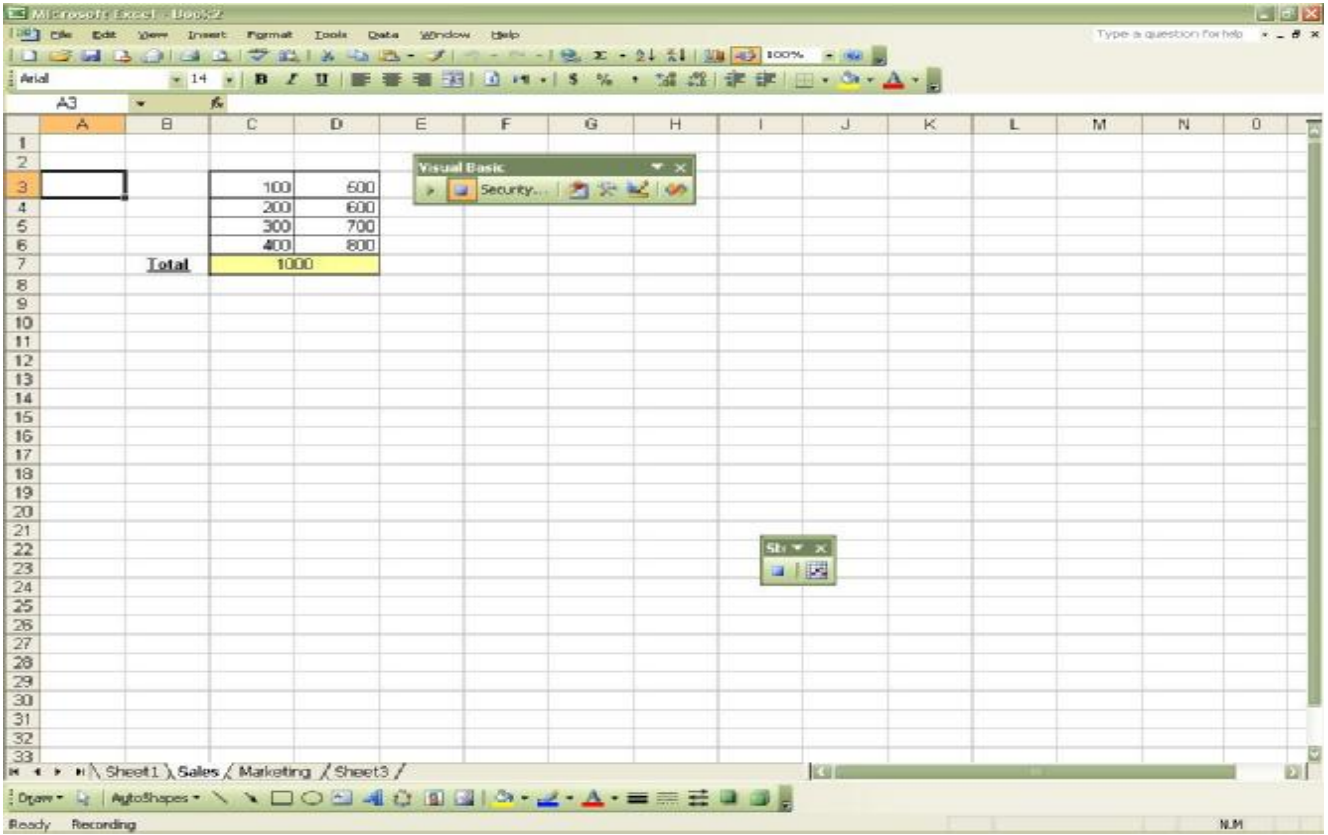 Microsoft Excel - Book2
File Edit View Insert Format Tools Data Window Help Type a question for help
100%
Arial 14 B I U $ % , A
A3 fx
A B C D E F G H I J K L M N O
1
2 Visual Basic
3 100 500 Security...
4 200 600
5 300 700
6 400 800
7 Total 1000
8
9
10
11
12
13
14
15
16
17
18
19
20
21
22 Sto
23
24
25
26
27
28
29
30
31
32
33
Sheet1 Sales Marketing Sheet3
Draw AutoShapes A
Ready Recording NUM